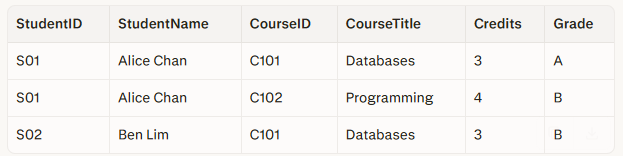 StudentID StudentName CourseID CourseTitle Credits Grade
S01 Alice Chan C101 Databases 3 A
S01 Alice Chan C102 Programming 4 B
S02 Ben Lim C101 Databases 3 B